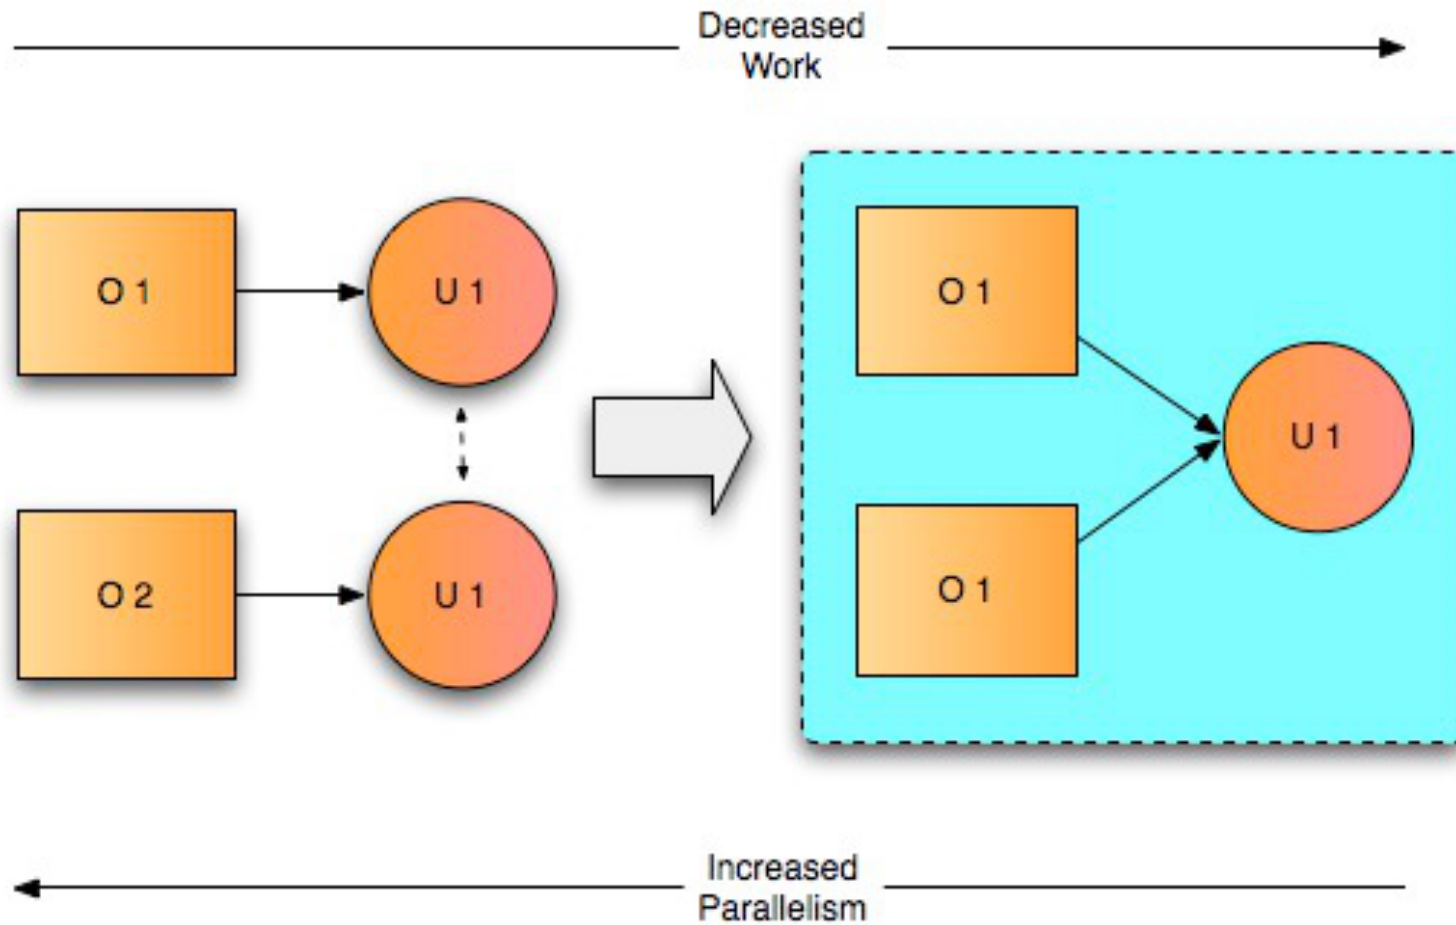 Decreased
Work
O 1
U 1
O 1
U 1
O 2
U 1
O 1
Increased
Parallelism